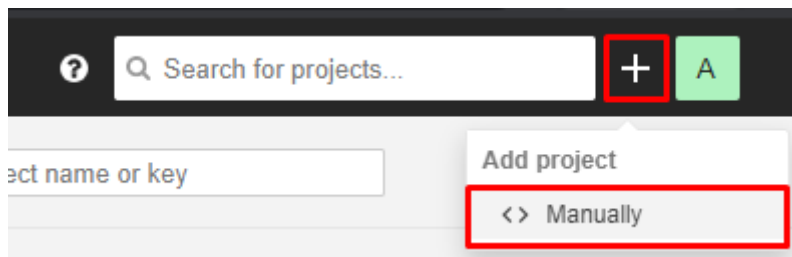 ? Search for projects... + A
ect name or key
Add project
<> Manually